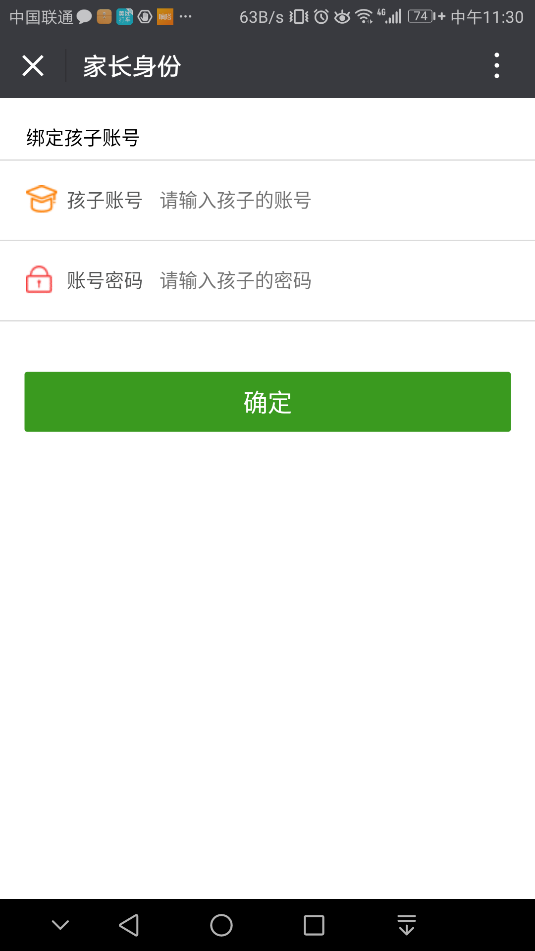 中国联通 63B/s 4G 74 中午11:30
家长身份
绑定孩子账号
孩子账号 请输入孩子的账号
账号密码 请输入孩子的密码
确定